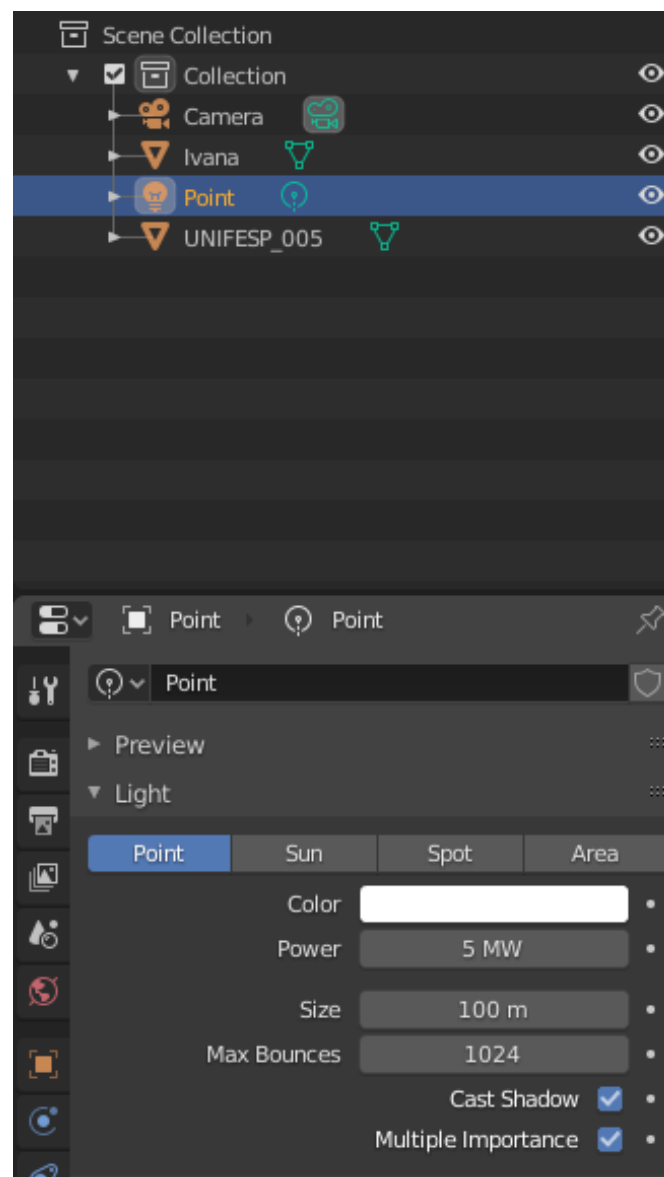 Scene Collection
Collection
Camera
Ivana
Point
UNIFESP_005
Point Point
Point
Preview
Light
Point Sun Spot Area
Color
Power 5 MW
Size 100 m
Max Bounces 1024
Cast Shadow
Multiple Importance